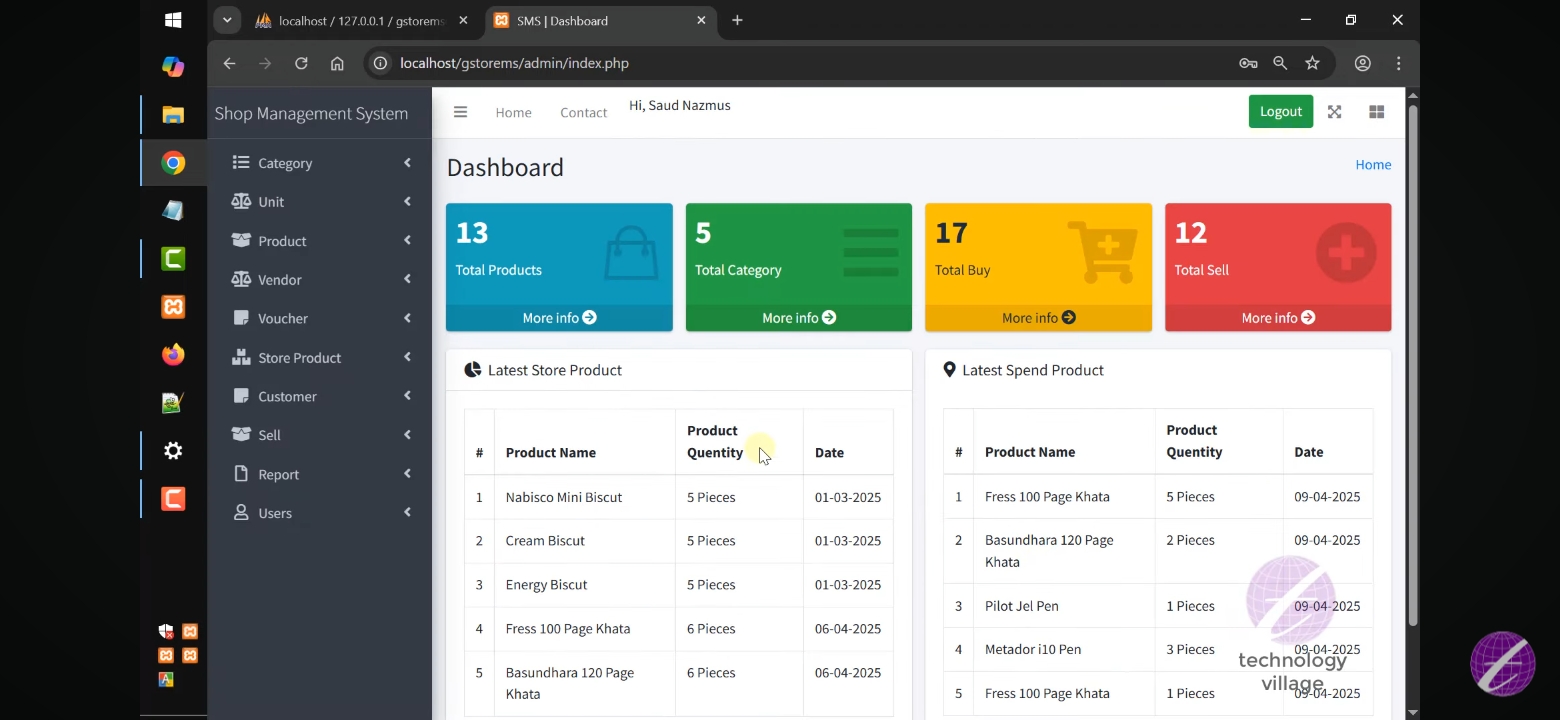 localhost / 127.0.0.1 / gstorems
SMS | Dashboard
localhost/gstorems/admin/index.php
Shop Management System
Home
Contact
Hi, Saud Nazmus
Logout
Category
Unit
Product
Vendor
Voucher
Store Product
Customer
Sell
Report
Users
Dashboard
Home
13
Total Products
More info
5
Total Category
More info
17
Total Buy
More info
12
Total Sell
More info
Latest Store Product
# Product Name Product Quentity Date
1 Nabisco Mini Biscut 5 Pieces 01-03-2025
2 Cream Biscut 5 Pieces 01-03-2025
3 Energy Biscut 5 Pieces 01-03-2025
4 Fress 100 Page Khata 6 Pieces 06-04-2025
5 Basundhara 120 Page Khata 6 Pieces 06-04-2025
Latest Spend Product
# Product Name Product Quentity Date
1 Fress 100 Page Khata 5 Pieces 09-04-2025
2 Basundhara 120 Page Khata 2 Pieces 09-04-2025
3 Pilot Jel Pen 1 Pieces 09-04-2025
4 Metador i10 Pen 3 Pieces 09-04-2025
5 Fress 100 Page Khata 1 Pieces 09-04-2025
technology
village